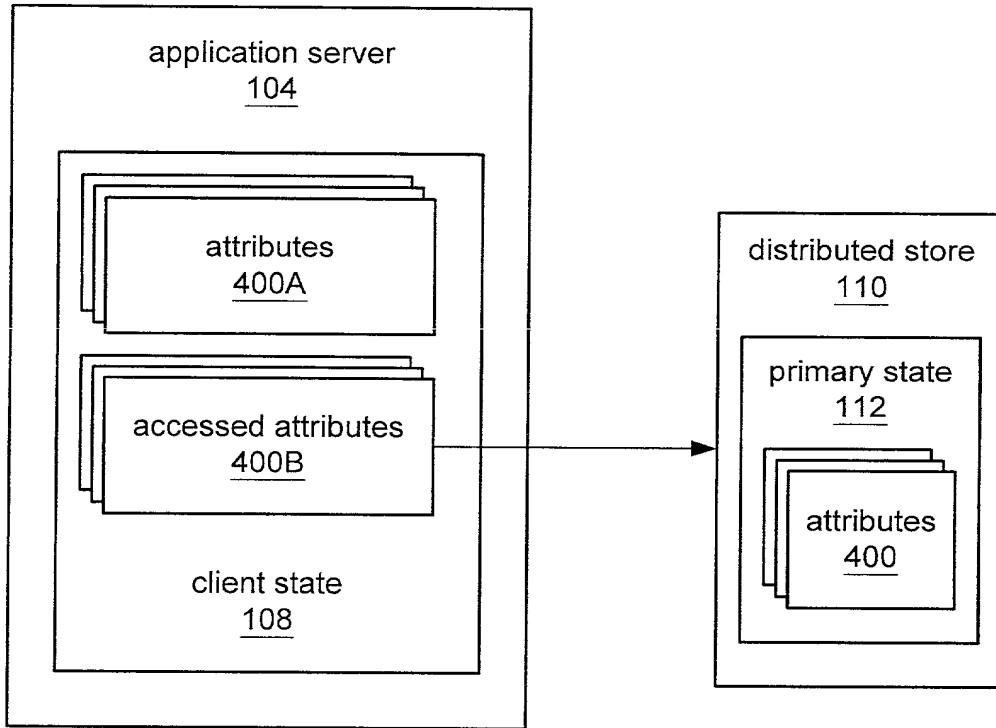 application server
104
attributes
400A
accessed attributes
400B
client state
108
distributed store
110
primary state
112
attributes
400